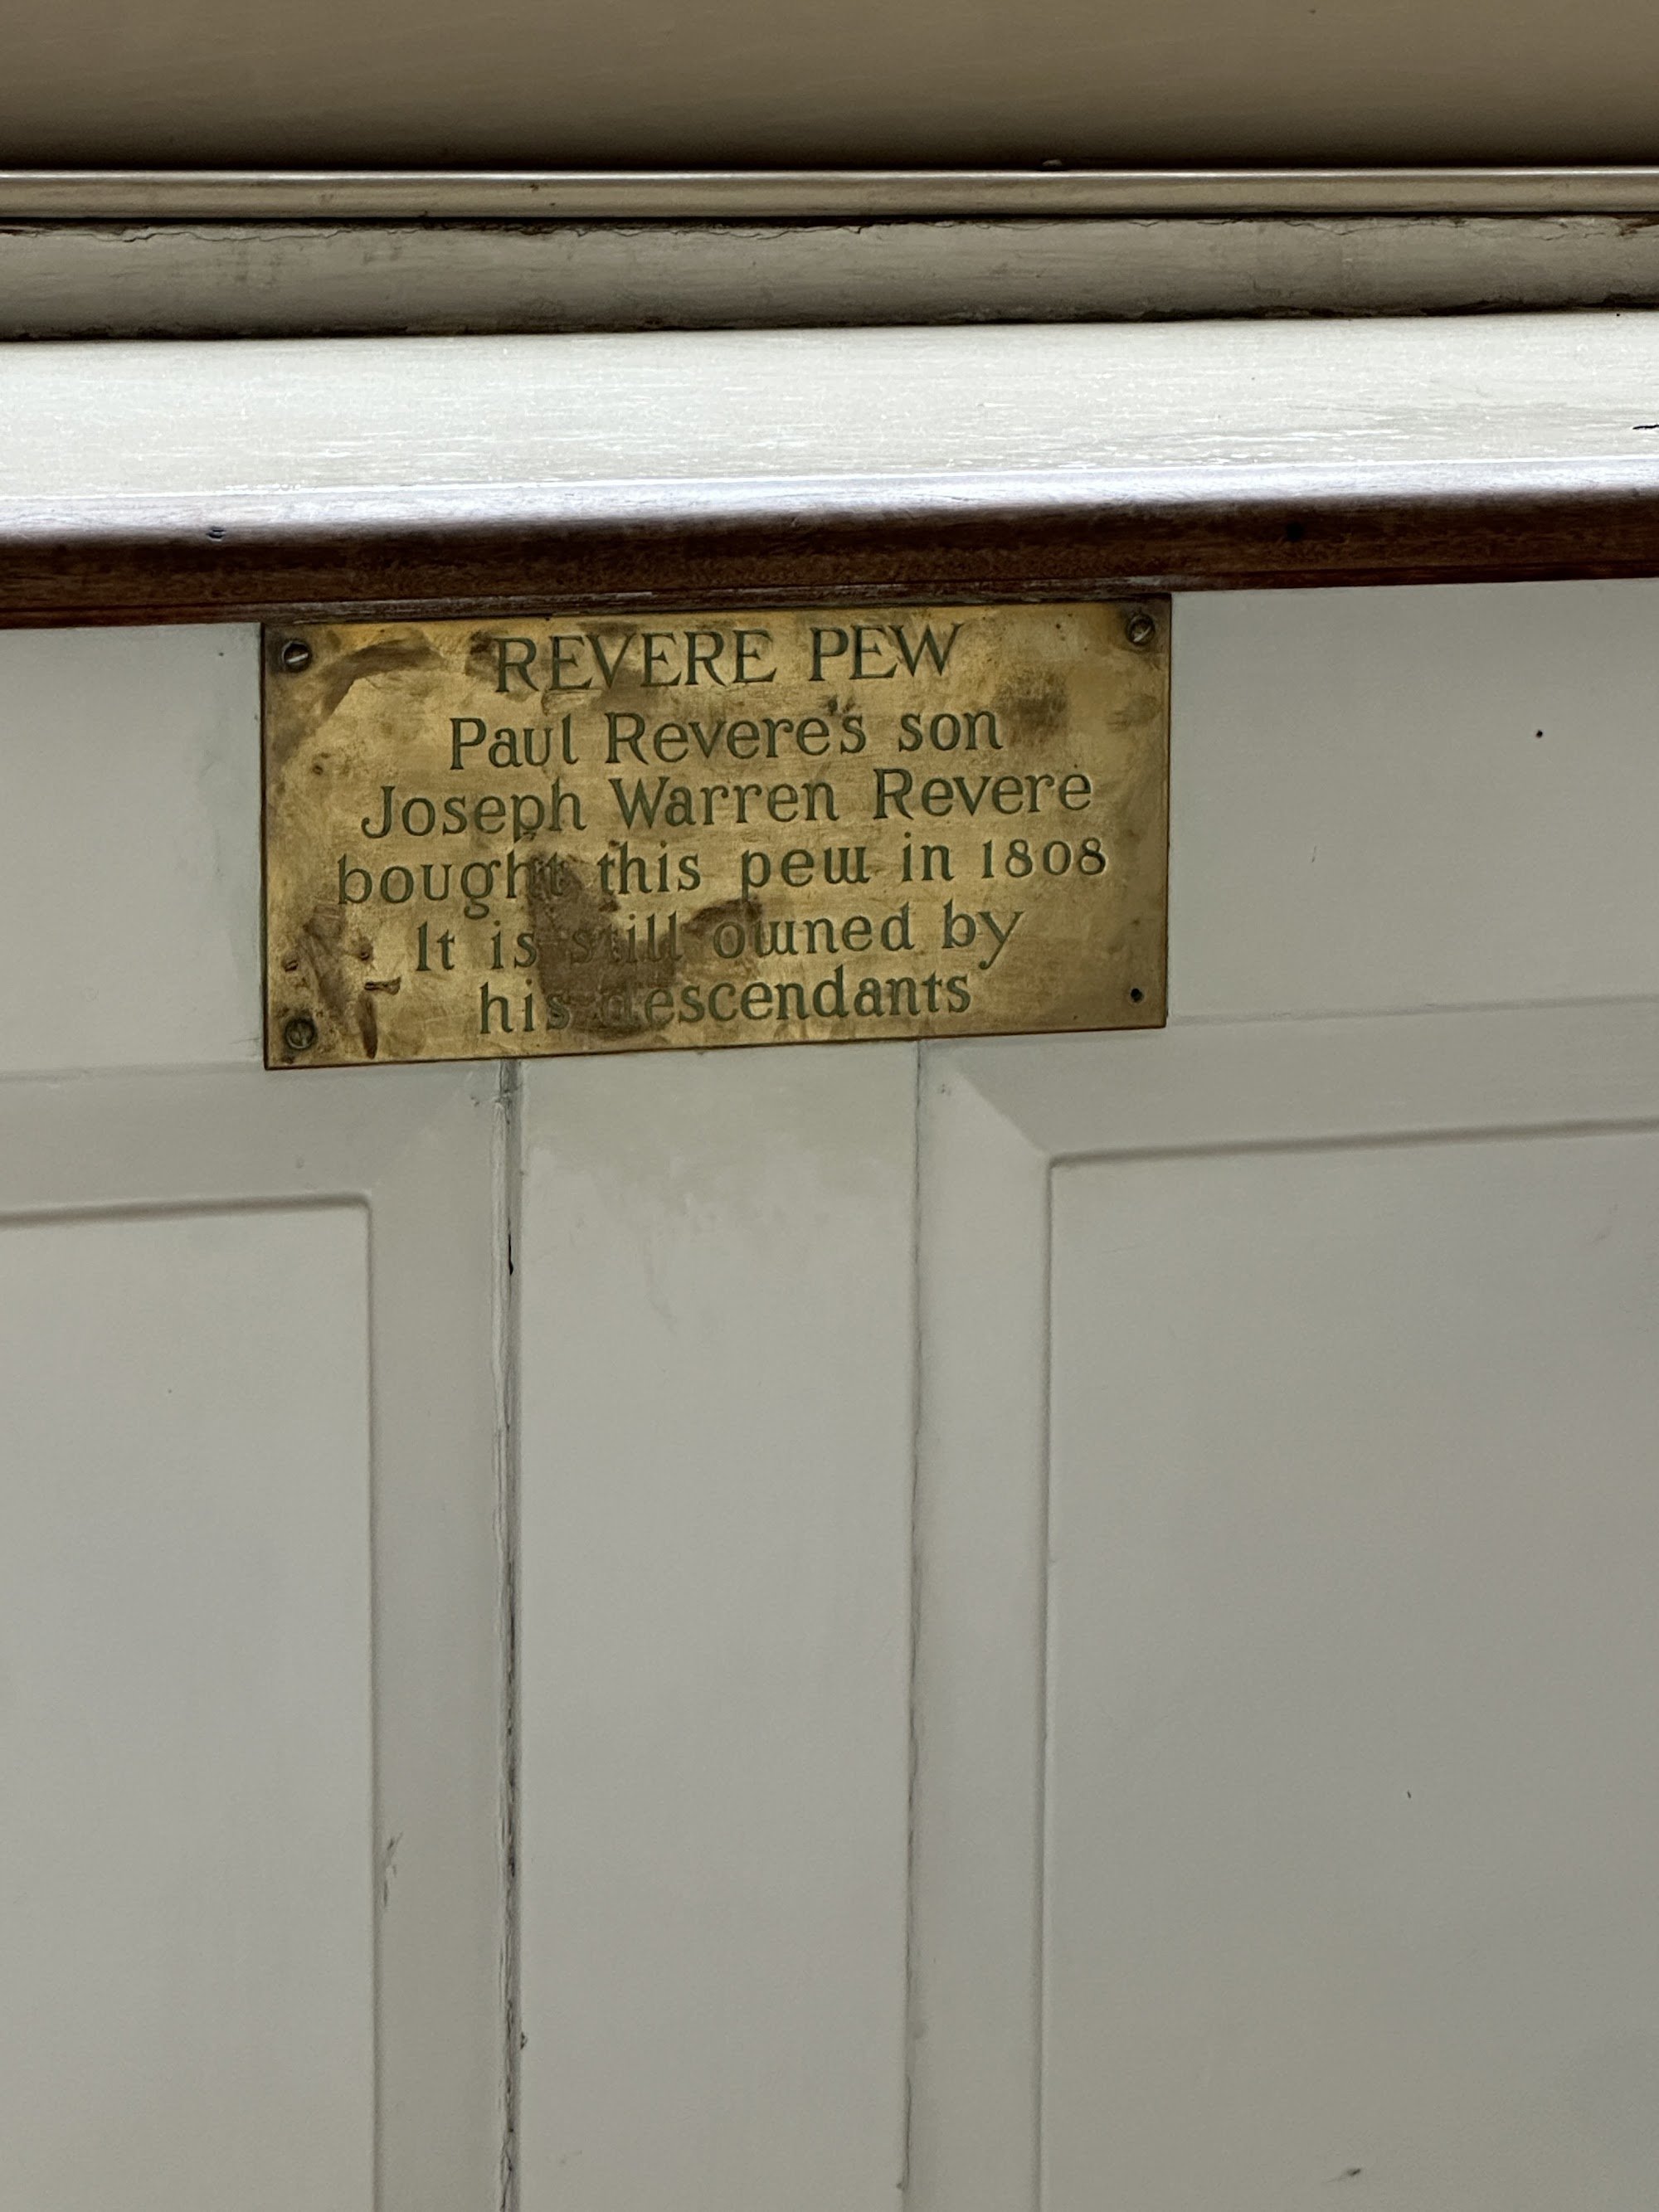 REVERE PEW
Paul Revere's son
Joseph Warren Revere
bought this pew in 1808
It is still owned by
his descendants